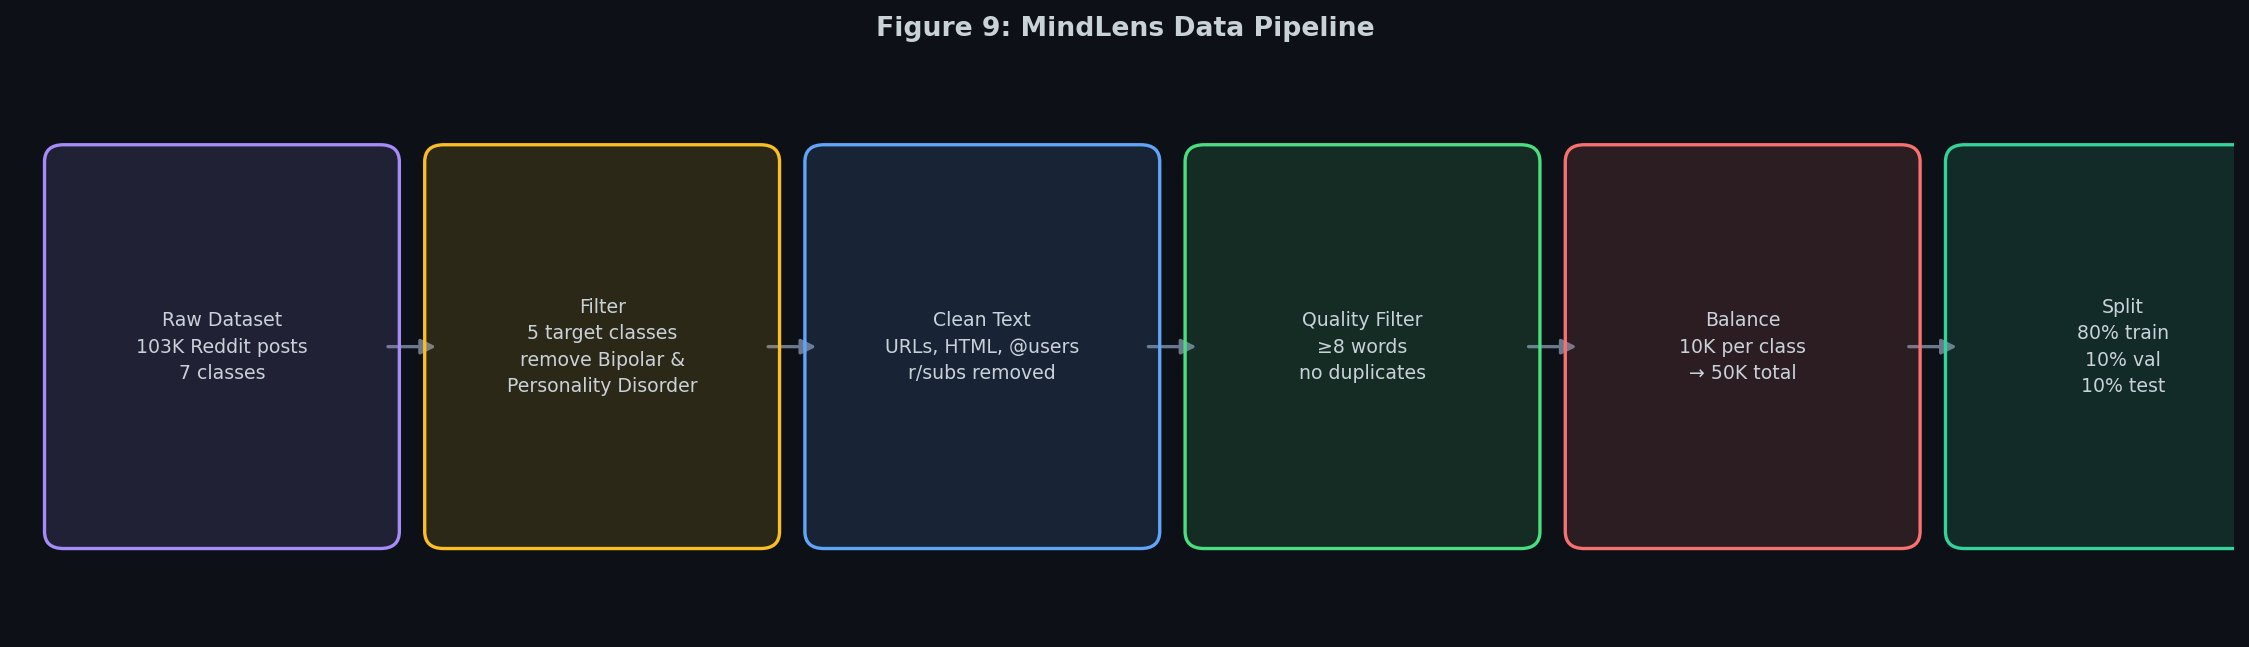 Figure 9: MindLens Data Pipeline
Raw Dataset
103K Reddit posts
7 classes
Filter
5 target classes
remove Bipolar &
Personality Disorder
Clean Text
URLs, HTML, @users
r/subs removed
Quality Filter
≥8 words
no duplicates
Balance
10K per class
→ 50K total
Split
80% train
10% val
10% test